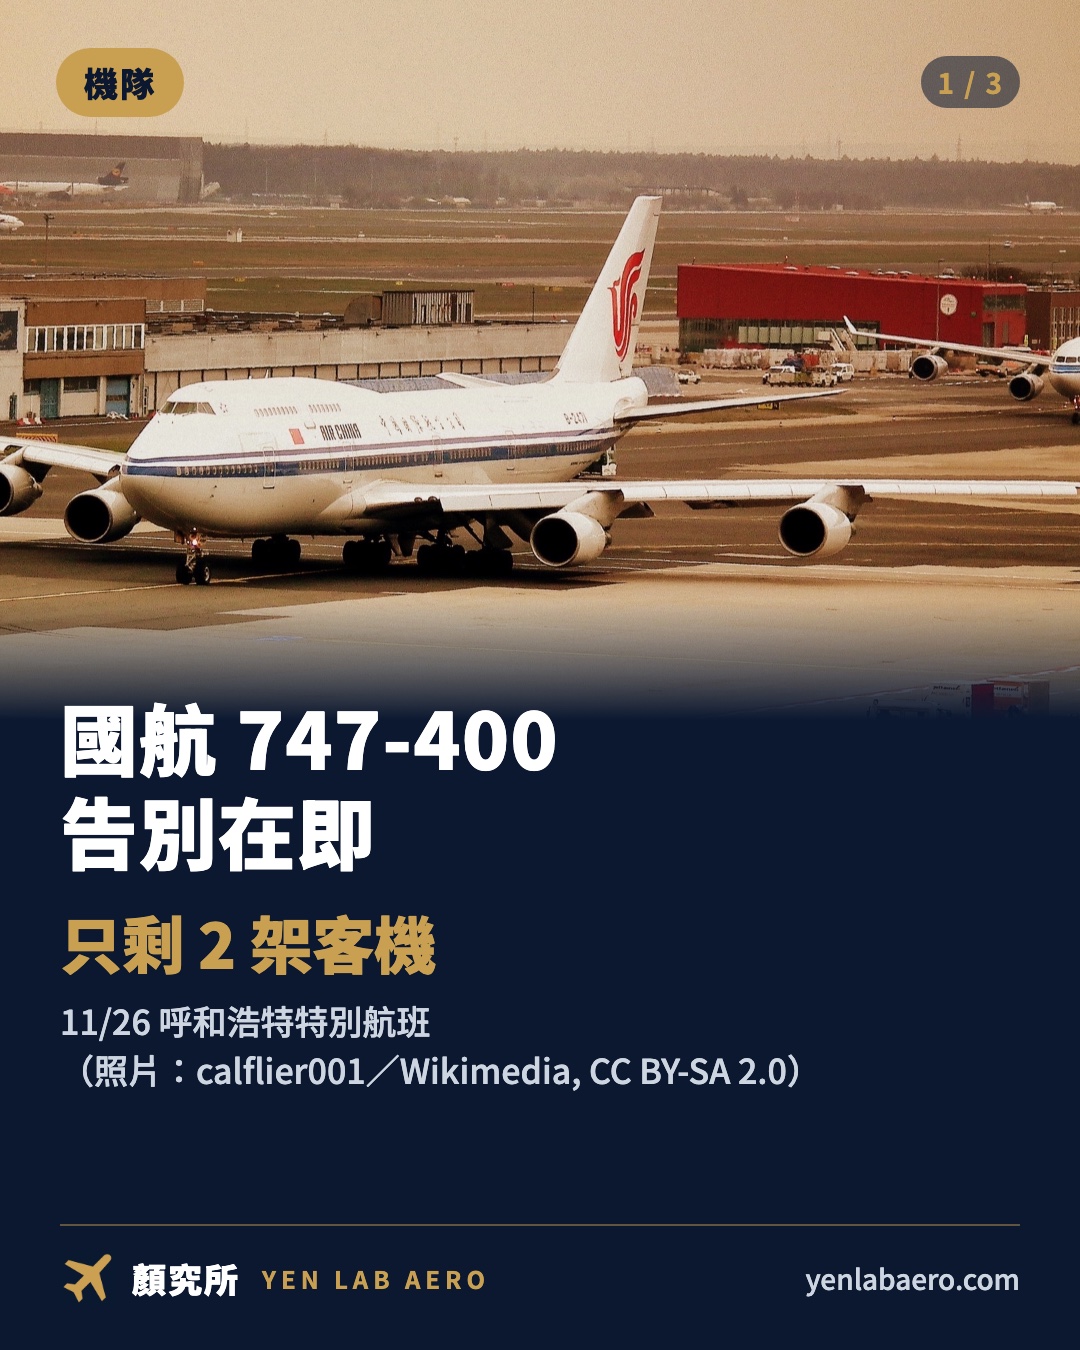 機隊
1 / 3
AIR CHINA
國航 747-400
告別在即
只剩 2 架客機
11/26 呼和浩特特別航班
（照片：calflier001／Wikimedia, CC BY-SA 2.0）
顏究所 YEN LAB AERO
yenlabaero.com